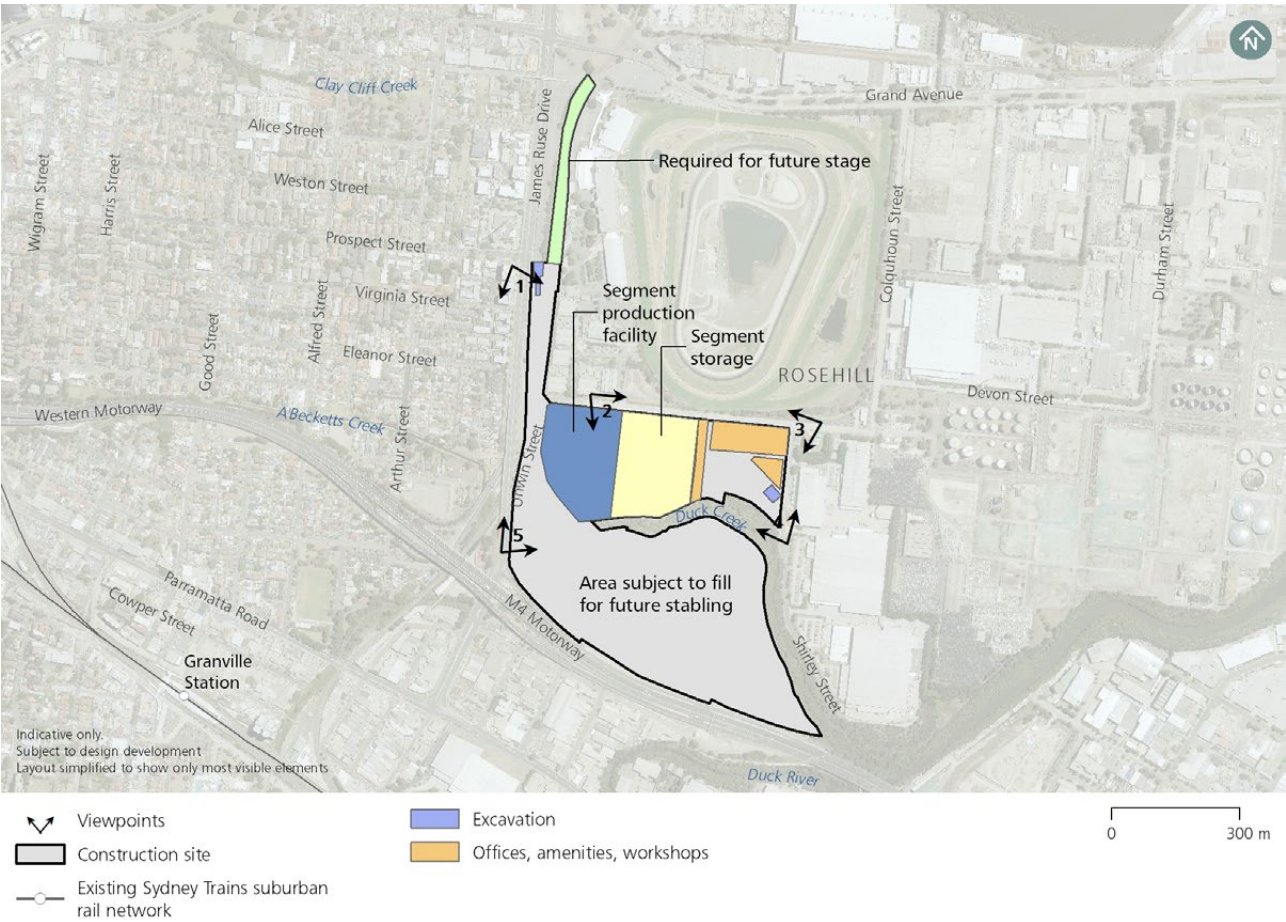 N
Clay Cliff Creek
Grand Avenue
Alice Street
James Ruse Drive
Required for future stage
Weston Street
Wigram Street
Harris Street
Colquhoun Street
Durham Street
Prospect Street
1
Virginia Street
Segment
production
facility
Good Street
Alfred Street
Segment
storage
Eleanor Street
ROSEHILL
Devon Street
Western Motorway
A'Becketts Creek
2
3
Arthur Street
Unwin Street
Duck Creek
4
5
Area subject to fill
for future stabling
Parramatta Road
Cowper Street
M4 Motorway
Shirley Street
Granville
Station
Indicative only.
Subject to design development
Layout simplified to show only most visible elements
Duck River
Viewpoints
Construction site
Existing Sydney Trains suburban
rail network
Excavation
Offices, amenities, workshops
0 300 m